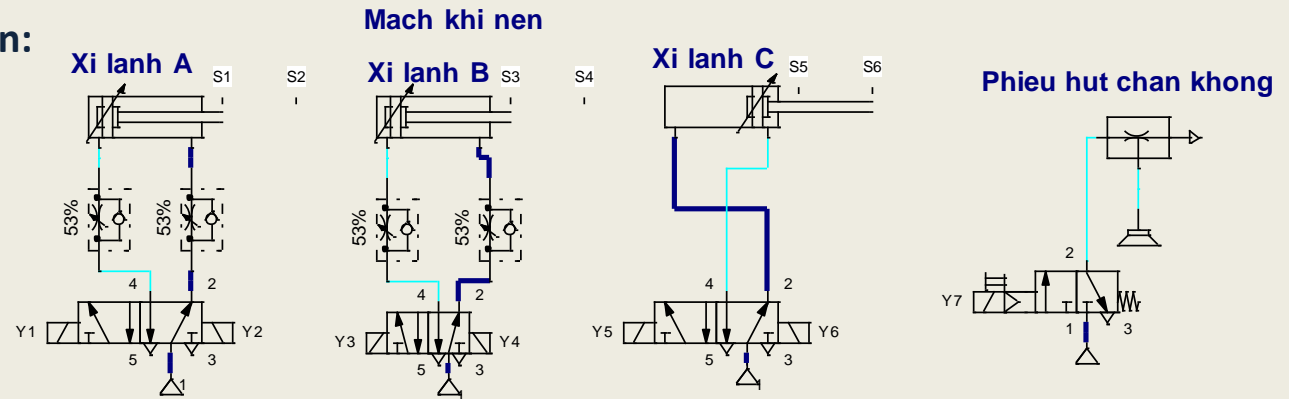 n:
Mach khi nen
Xi lanh A
S1
S2
Xi lanh B
S3
S4
Xi lanh C
S5
S6
Phieu hut chan khong
53%
53%
53%
53%
4
2
Y1
Y2
5
3
1
4
2
Y3
Y4
5
3
4
2
Y5
Y6
5
3
2
Y7
1
3